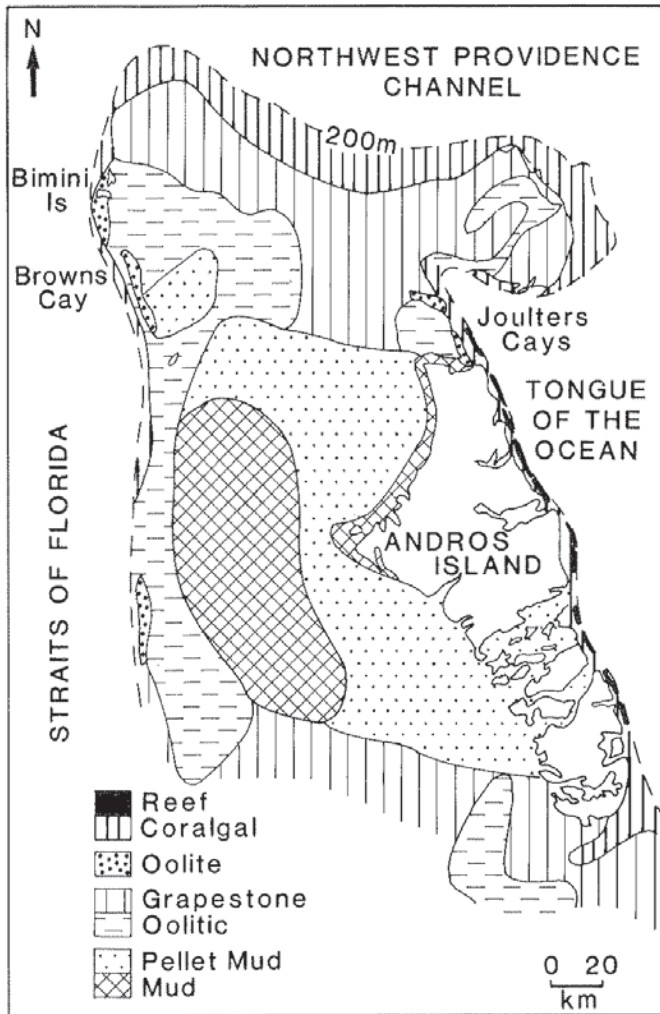 N
NORTHWEST PROVIDENCE
CHANNEL
200m
Bimini
Is
Browns
Cay
Joulters
Cays
TONGUE
OF THE
OCEAN
STRAITS OF FLORIDA
ANDROS
ISLAND
Reef
Coralgal
Oolite
Grapestone
Oolitic
Pellet Mud
Mud
0 20
km